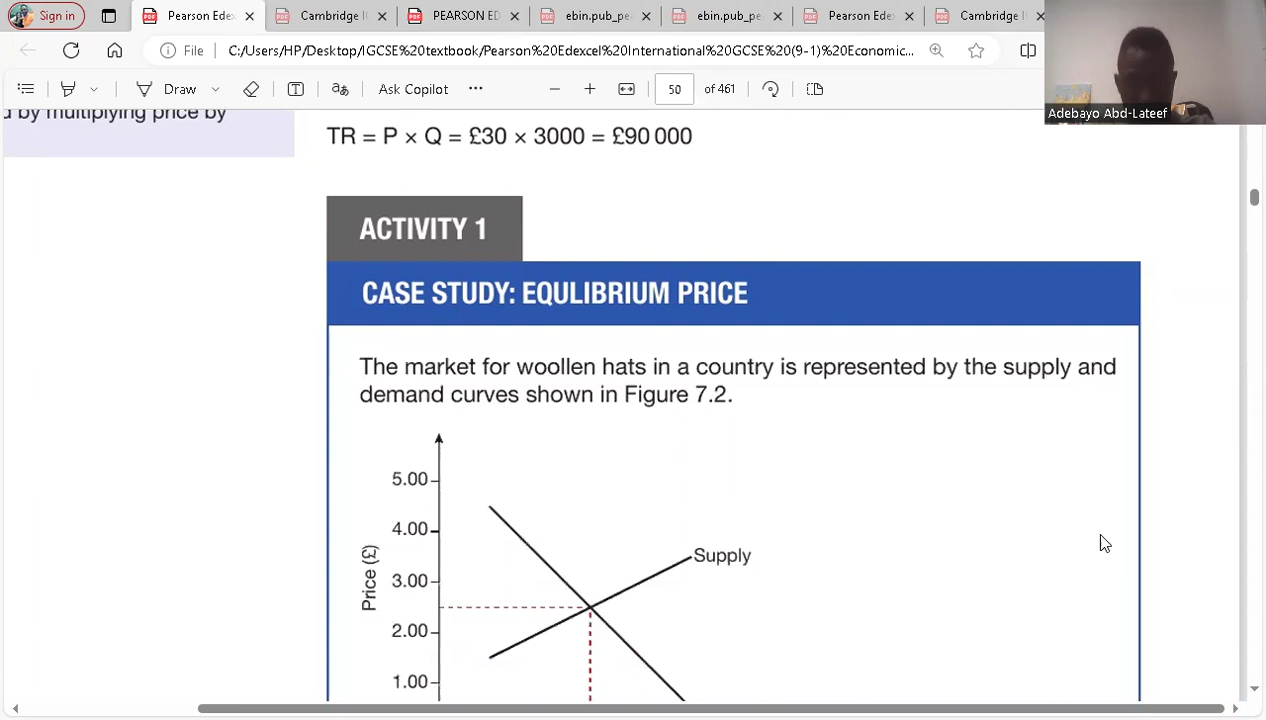 Sign in
Pearson Edex
Cambridge I
PEARSON ED
ebin.pub_pe
ebin.pub_pe
Pearson Edex
Cambridge I
File
C:/Users/HP/Desktop/IGCSE%20textbook/Pearson%20Edexcel%20International%20GCSE%20(9-1)%20Economic...
Draw
Ask Copilot
50
of 461
Adebayo Abd-Lateef
d by multiplying price by
TR = P × Q = £30 × 3000 = £90 000
ACTIVITY 1
CASE STUDY: EQULIBRIUM PRICE
The market for woollen hats in a country is represented by the supply and
demand curves shown in Figure 7.2.
5.00
4.00
Price (£)
3.00
2.00
1.00
Supply